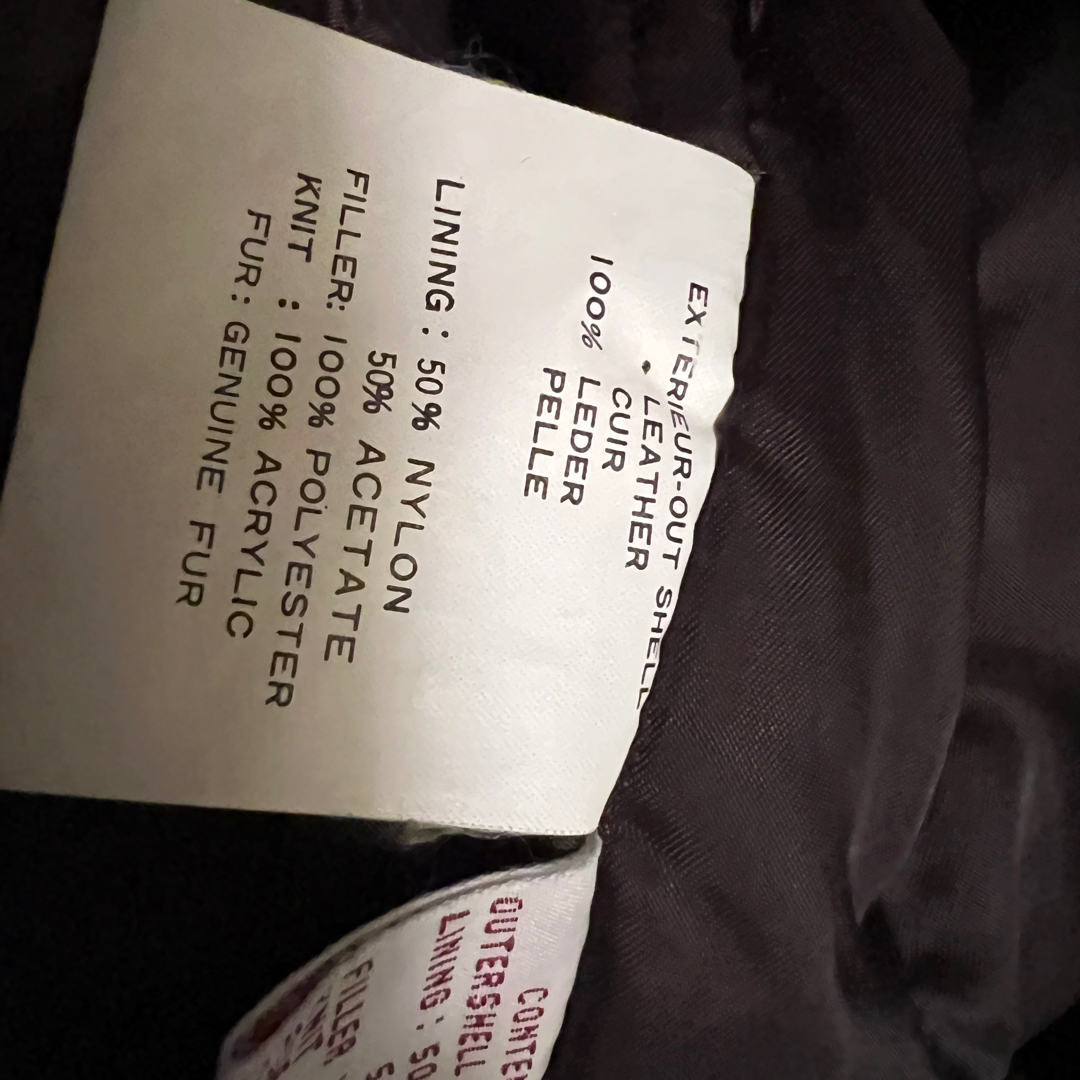 EXTERIEUR-OUT SHELL
• LEATHER
CUIR
100% LEDER
PELLE
LINING: 50% NYLON
50% ACETATE
FILLER: 100% POLYESTER
KNIT : 100% ACRYLIC
FUR: GENUINE FUR
OUTERSHELL
LINING: 50
FILLER